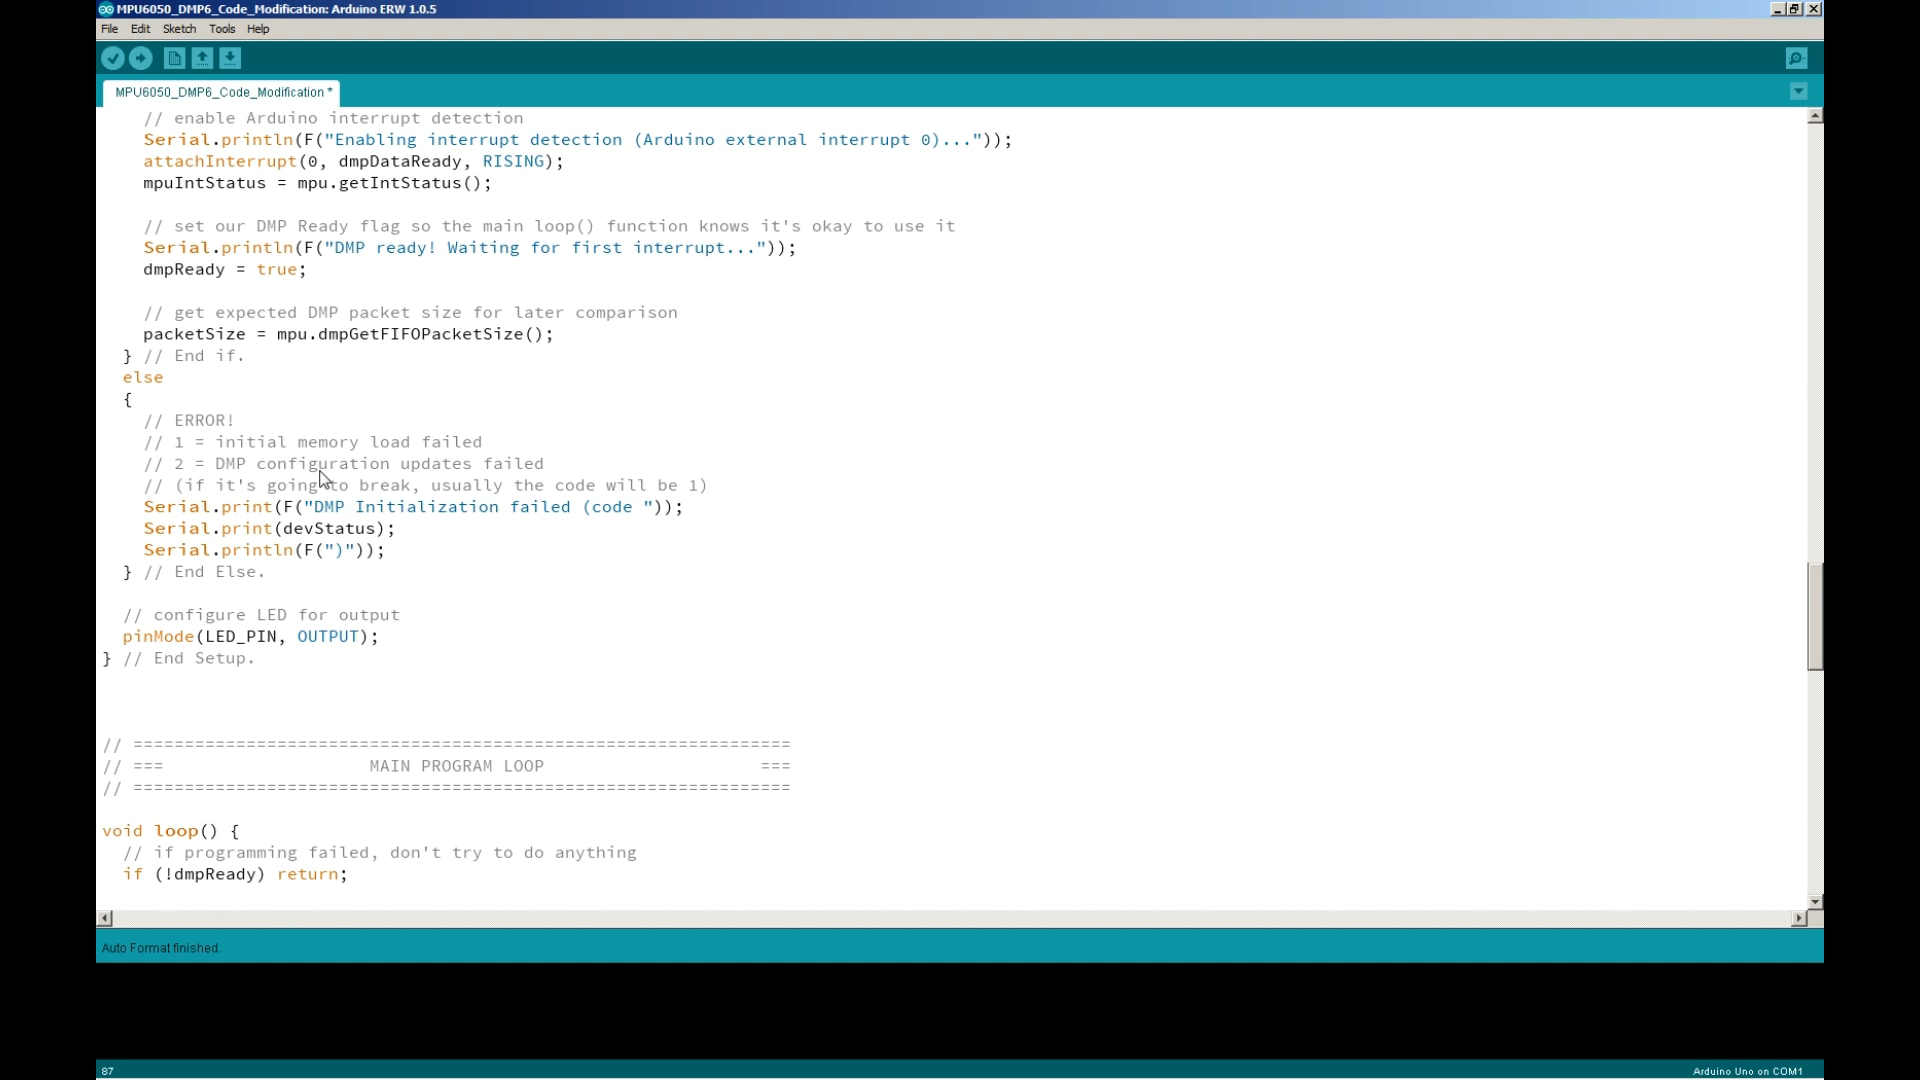 MPU6050_DMP6_Code_Modification: Arduino ERW 1.0.5
File Edit Sketch Tools Help
MPU6050_DMP6_Code_Modification *
// enable Arduino interrupt detection
Serial.println(F("Enabling interrupt detection (Arduino external interrupt 0)..."));
attachInterrupt(0, dmpDataReady, RISING);
mpuIntStatus = mpu.getIntStatus();
// set our DMP Ready flag so the main loop() function knows it's okay to use it
Serial.println(F("DMP ready! Waiting for first interrupt..."));
dmpReady = true;
// get expected DMP packet size for later comparison
packetSize = mpu.dmpGetFIFOPacketSize();
} // End if.
else
{
// ERROR!
// 1 = initial memory load failed
// 2 = DMP configuration updates failed
// (if it's going to break, usually the code will be 1)
Serial.print(F("DMP Initialization failed (code "));
Serial.print(devStatus);
Serial.println(F(")"));
} // End Else.
// configure LED for output
pinMode(LED_PIN, OUTPUT);
} // End Setup.
// ================================================================
// === MAIN PROGRAM LOOP ===
// ================================================================
void loop() {
// if programming failed, don't try to do anything
if (!dmpReady) return;
Auto Format finished.
87
Arduino Uno on COM1